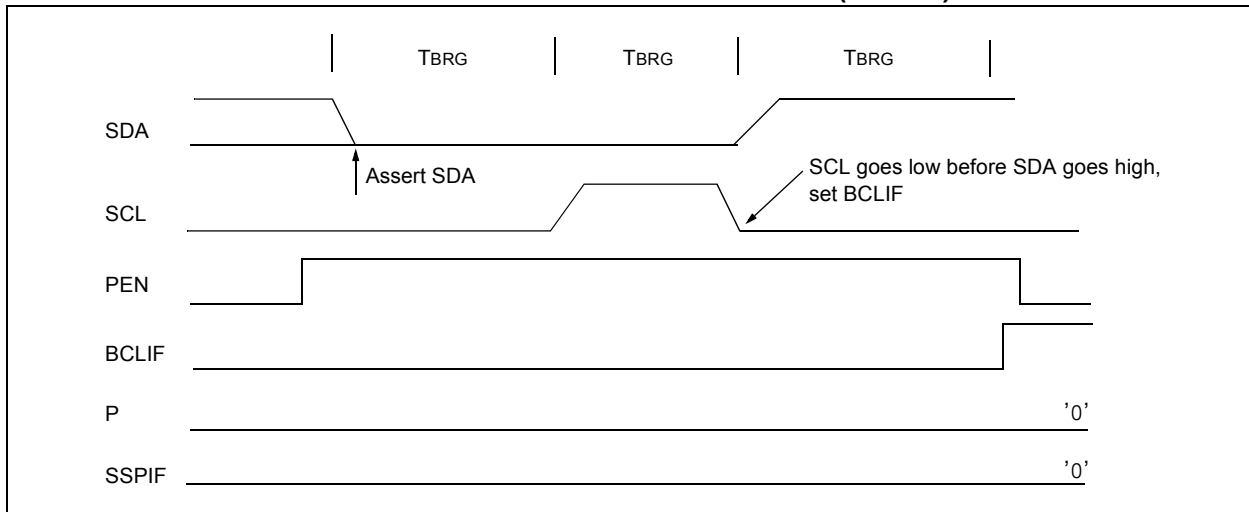 TBRG TBRG TBRG
SDA
Assert SDA
SCL goes low before SDA goes high,
set BCLIF
SCL
PEN
BCLIF
P
'0'
SSPIF
'0'